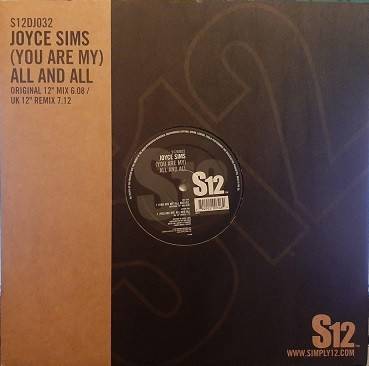 S12DJ032
JOYCE SIMS
(YOU ARE MY)
ALL AND ALL
ORIGINAL 12" MIX 6.08 /
UK 12" REMIX 7.12
S12DJ032
JOYCE SIMS
(YOU ARE MY)
ALL AND ALL
S12
S12
WWW.SIMPLY12.COM